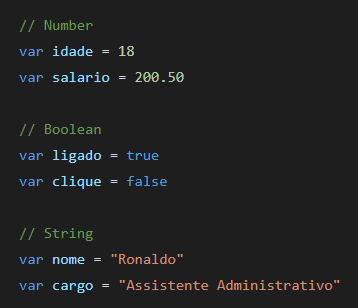 // Number
var idade = 18
var salario = 200.50
// Boolean
var ligado = true
var clique = false
// String
var nome = "Ronaldo"
var cargo = "Assistente Administrativo"